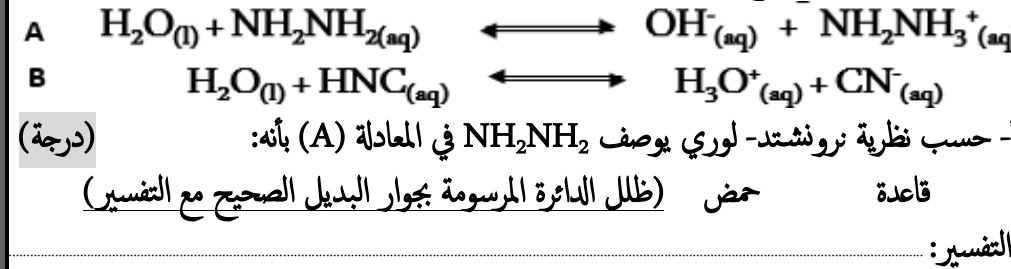 A H₂O(l) + NH₂NH₂(aq) ⟷ OH⁻(aq) + NH₂NH₃⁺(aq
B H₂O(l) + HNC(aq) ⟷ H₃O⁺(aq) + CN⁻(aq)
- حسب نظرية نرونشتد-لوري يوصف NH₂NH₂ في المعادلة (A) بأنه: (درجة)
قاعدة حمض (ظلل الدائرة المرسومة بجوار البديل الصحيح مع التفسير)
التفسير: ........................................